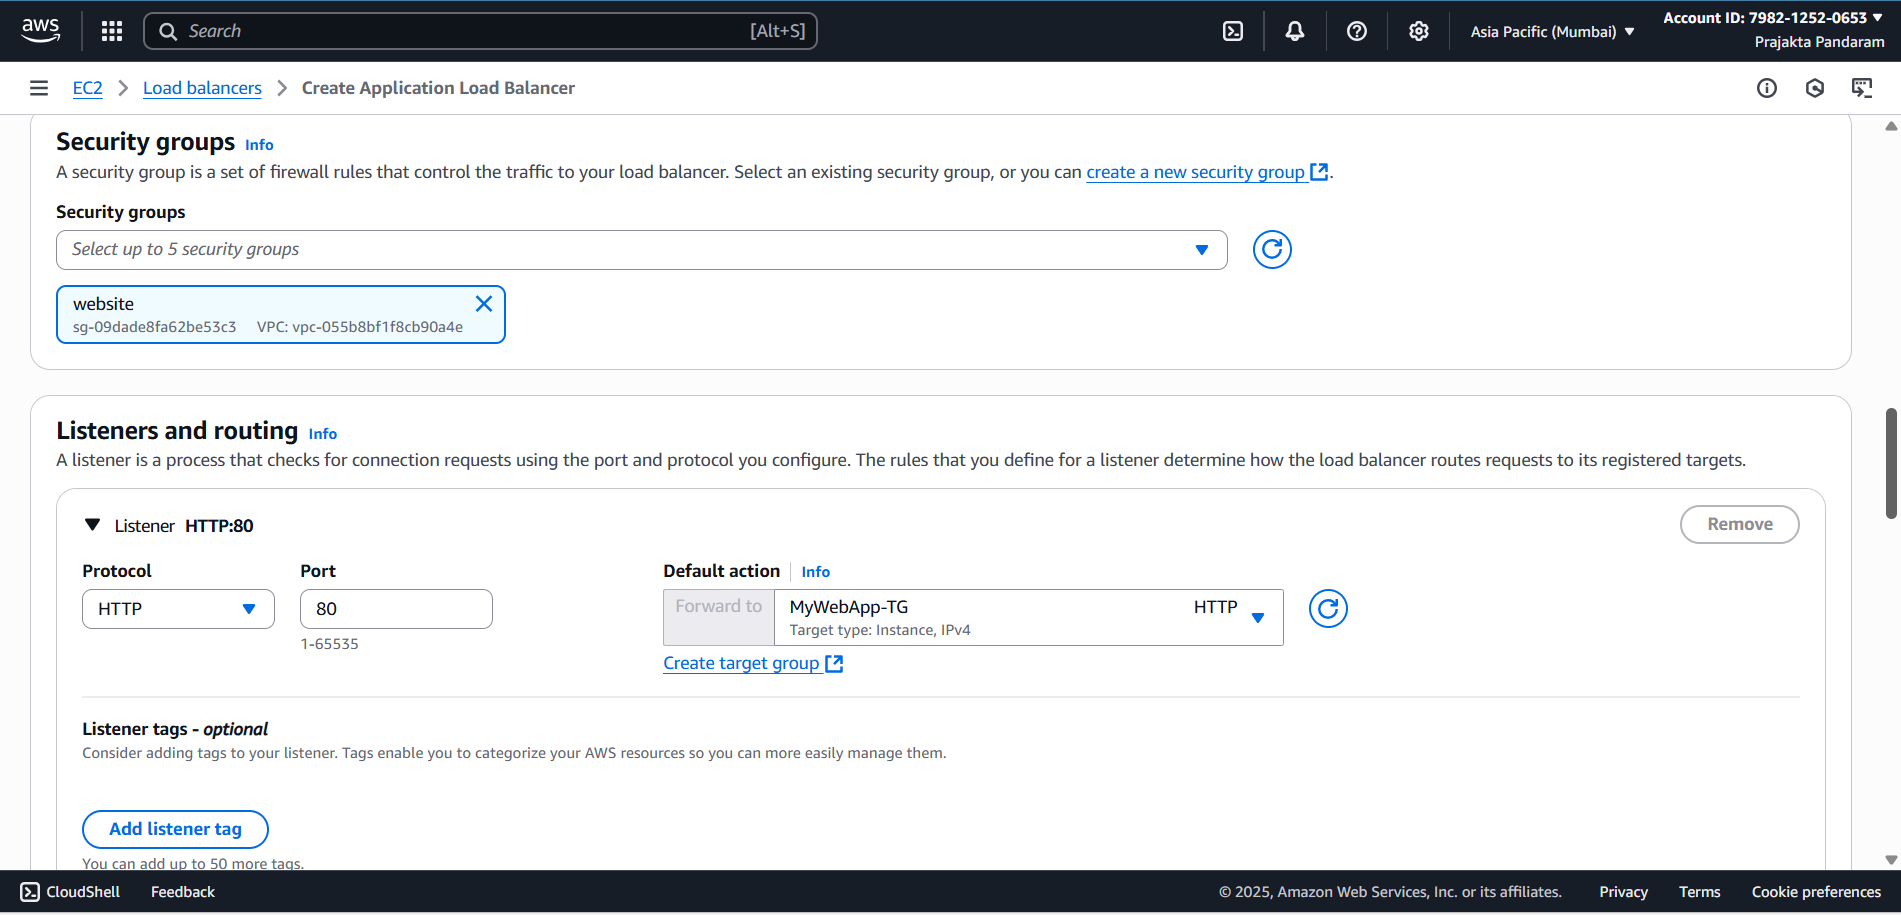 aws
Search [Alt+S]
Asia Pacific (Mumbai)
Account ID: 7982-1252-0653
Prajakta Pandaram
EC2 Load balancers Create Application Load Balancer
Security groups Info
A security group is a set of firewall rules that control the traffic to your load balancer. Select an existing security group, or you can create a new security group.
Security groups
Select up to 5 security groups
website
sg-09dade8fa62be53c3 VPC: vpc-055b8bf1f8cb90a4e
Listeners and routing Info
A listener is a process that checks for connection requests using the port and protocol you configure. The rules that you define for a listener determine how the load balancer routes requests to its registered targets.
Listener HTTP:80
Remove
Protocol Port Default action Info
HTTP 80 Forward to MyWebApp-TG HTTP
Target type: Instance, IPv4
1-65535
Create target group
Listener tags - optional
Consider adding tags to your listener. Tags enable you to categorize your AWS resources so you can more easily manage them.
Add listener tag
You can add up to 50 more tags.
CloudShell Feedback © 2025, Amazon Web Services, Inc. or its affiliates. Privacy Terms Cookie preferences